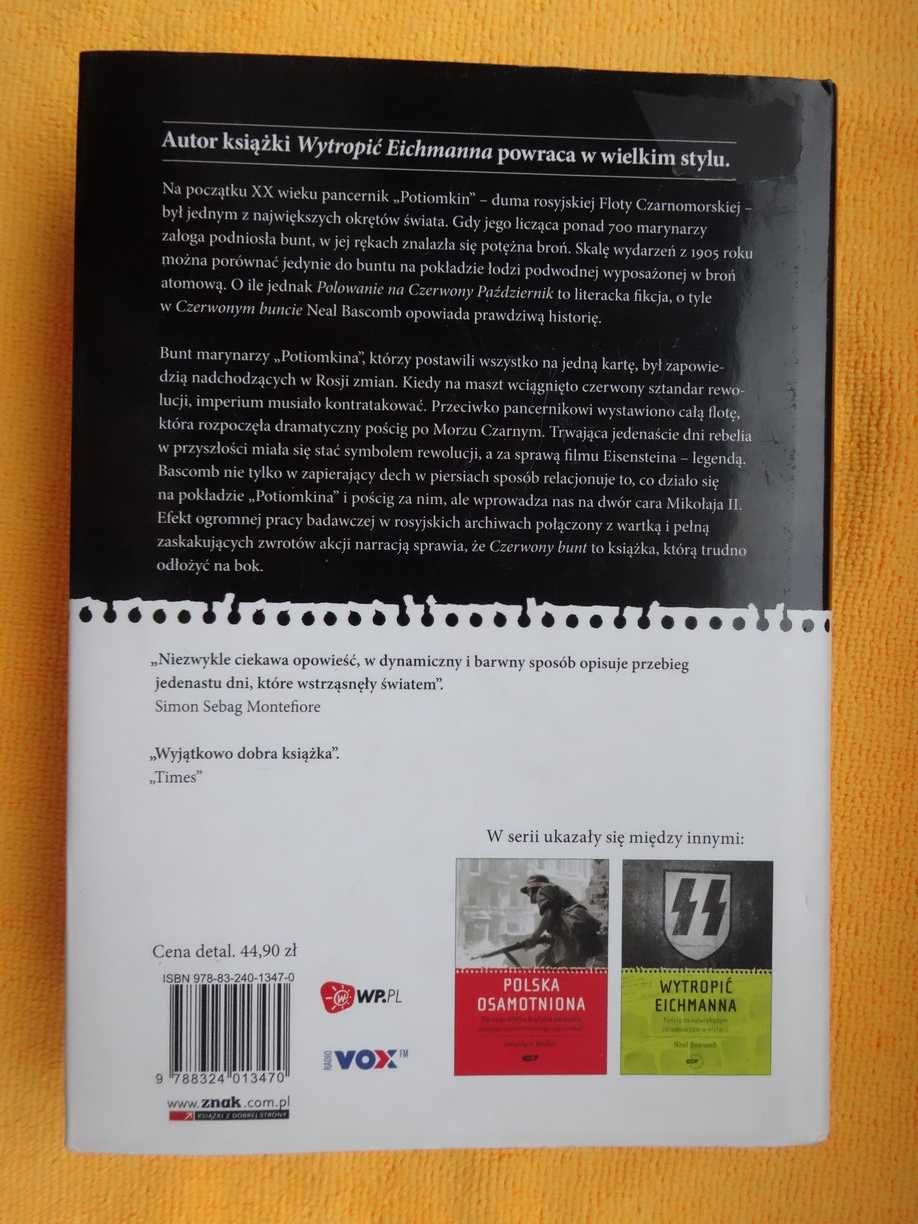 Autor książki Wytropić Eichmanna powraca w wielkim stylu.
Na początku XX wieku pancernik „Potiomkin” – duma rosyjskiej Floty Czarnomorskiej –
był jednym z największych okrętów świata. Gdy jego licząca ponad 700 marynarzy
załoga podniosła bunt, w jej rękach znalazła się potężna broń. Skalę wydarzeń z 1905 roku
można porównać jedynie do buntu na pokładzie łodzi podwodnej wyposażonej w broń
atomową. O ile jednak Polowanie na Czerwony Październik to literacka fikcja, o tyle
w Czerwonym buncie Neal Bascomb opowiada prawdziwą historię.
Bunt marynarzy „Potiomkina”, którzy postawili wszystko na jedną kartę, był zapowie-
dzią nadchodzących w Rosji zmian. Kiedy na maszt wciągnięto czerwony sztandar rewo-
lucji, imperium musiało kontratakować. Przeciwko pancernikowi wystawiono całą flotę,
która rozpoczęła dramatyczny pościg po Morzu Czarnym. Trwająca jedenaście dni rebelia
w przyszłości miała się stać symbolem rewolucji, a za sprawą filmu Eisensteina – legendą.
Bascomb nie tylko w zapierający dech w piersiach sposób relacjonuje to, co działo się
na pokładzie „Potiomkina” i pościg za nim, ale wprowadza nas na dwór cara Mikołaja II.
Efekt ogromnej pracy badawczej w rosyjskich archiwach połączony z wartką i pełną
zaskakujących zwrotów akcji narracją sprawia, że Czerwony bunt to książka, którą trudno
odłożyć na bok.
„Niezwykle ciekawa opowieść, w dynamiczny i barwny sposób opisuje przebieg
jedenastu dni, które wstrząsnęły światem”.
Simon Sebag Montefiore
„Wyjątkowo dobra książka”.
„Times”
W serii ukazały się między innymi:
POLSKA
OSAMOTNIONA
WYTROPIĆ
EICHMANNA
Neal Bascomb
Cena detal. 44,90 zł
ISBN 978-83-240-1347-0
9 788324 013470
www.znak.com.pl
KSIĄŻKI Z DOBREJ STRONY
WP.PL
RADIO VOX FM